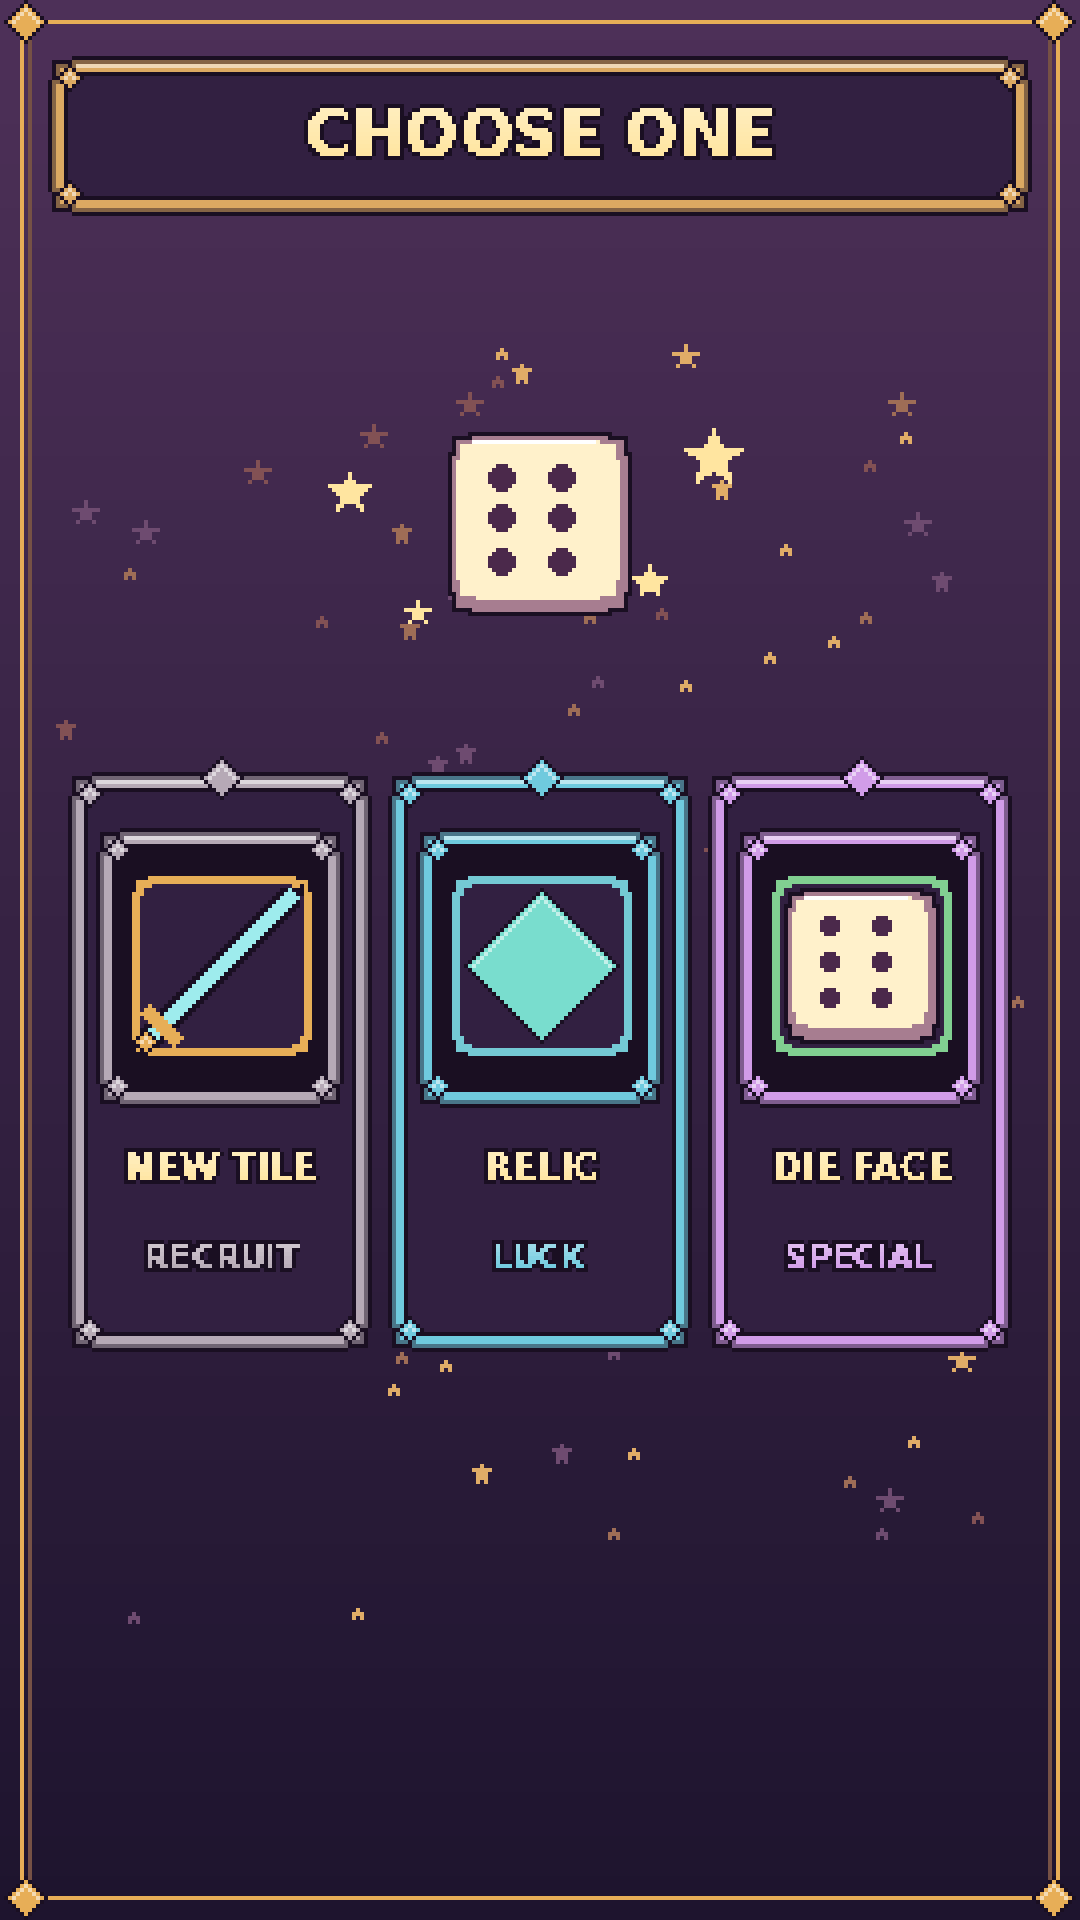 CHOOSE ONE
NEW TILE
RELIC
DIE FACE
RECRUIT
LUCK
SPECIAL